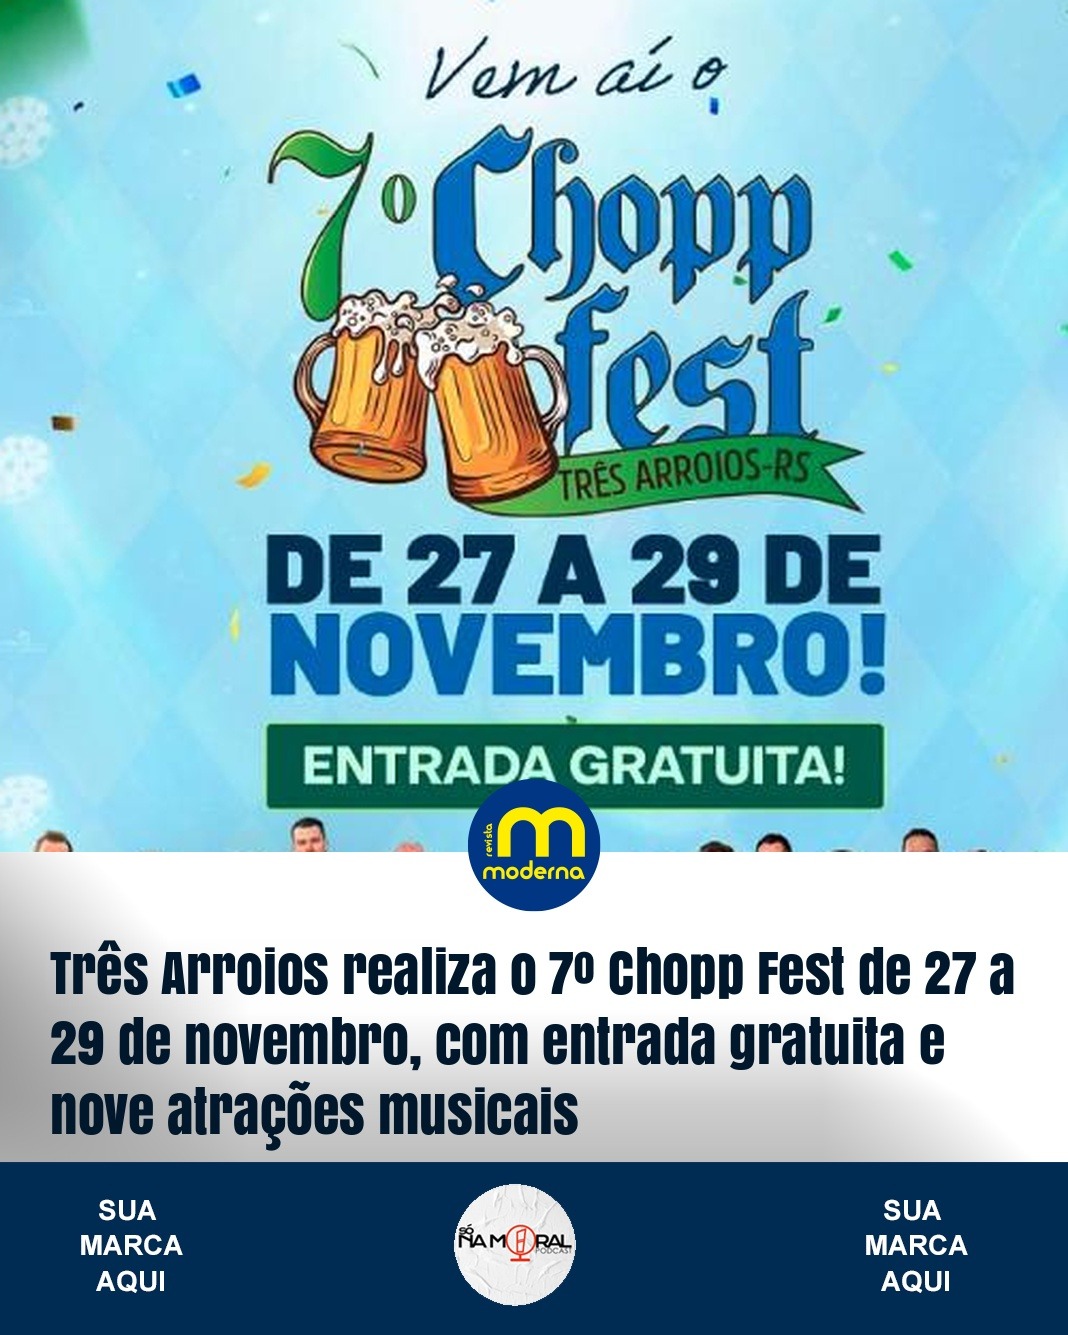 Vem aí o
7º Chopp
fest
TRÊS ARROIOS-RS
DE 27 A 29 DE
NOVEMBRO!
ENTRADA GRATUITA!
revista
m
moderna
Três Arroios realiza o 7º Chopp Fest de 27 a
29 de novembro, com entrada gratuita e
nove atrações musicais
SUA
MARCA
AQUI
SÓ
NA MORAL
PODCAST
SUA
MARCA
AQUI